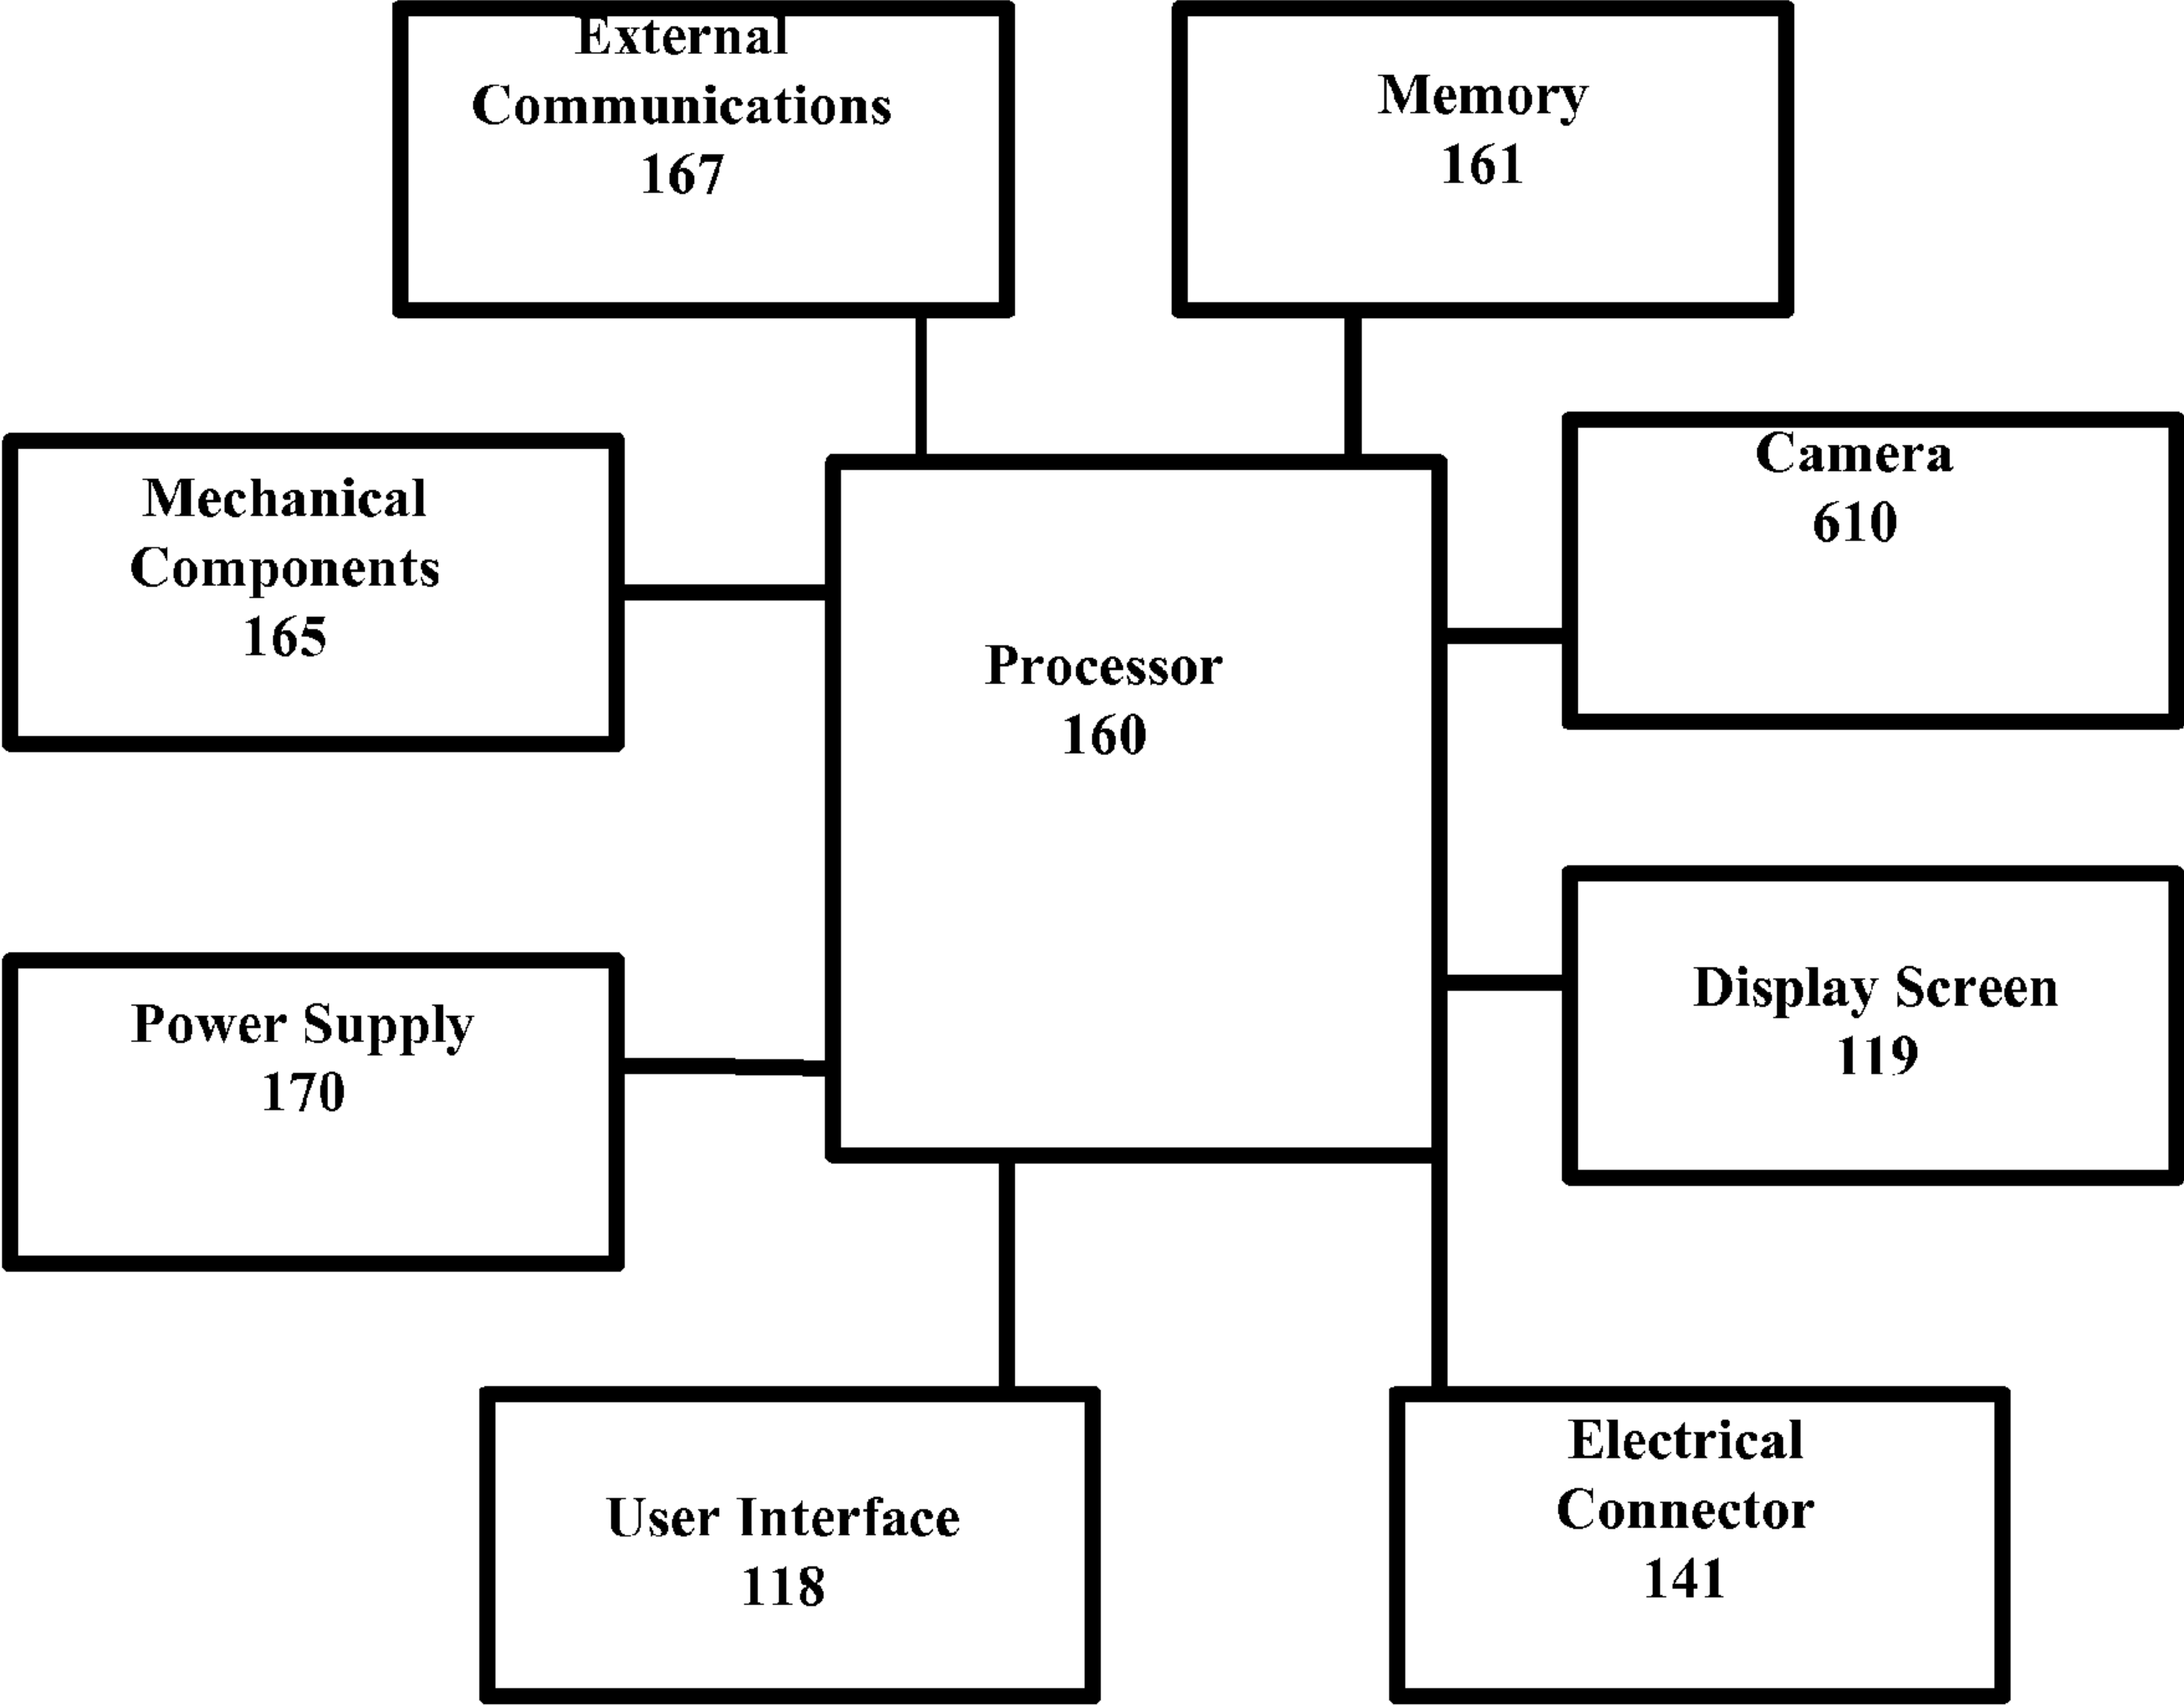 External
Communications
167
Memory
161
Mechanical
Components
165
Camera
610
Processor
160
Power Supply
170
Display Screen
119
User Interface
118
Electrical
Connector
141